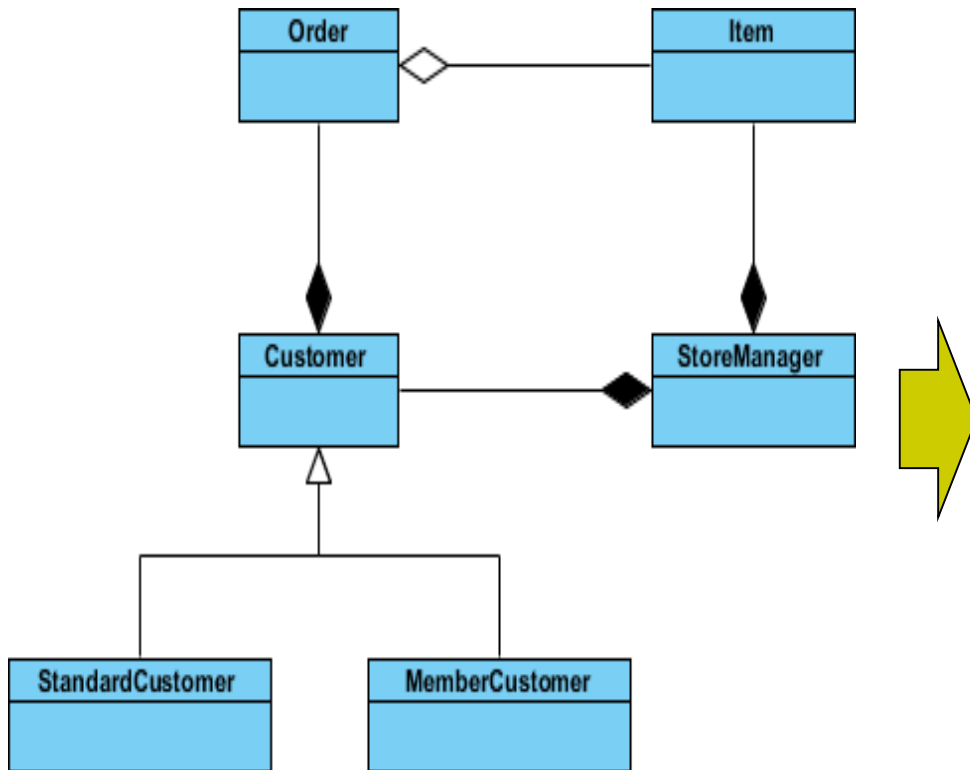 Order
Item
Customer
StoreManager
StandardCustomer
MemberCustomer